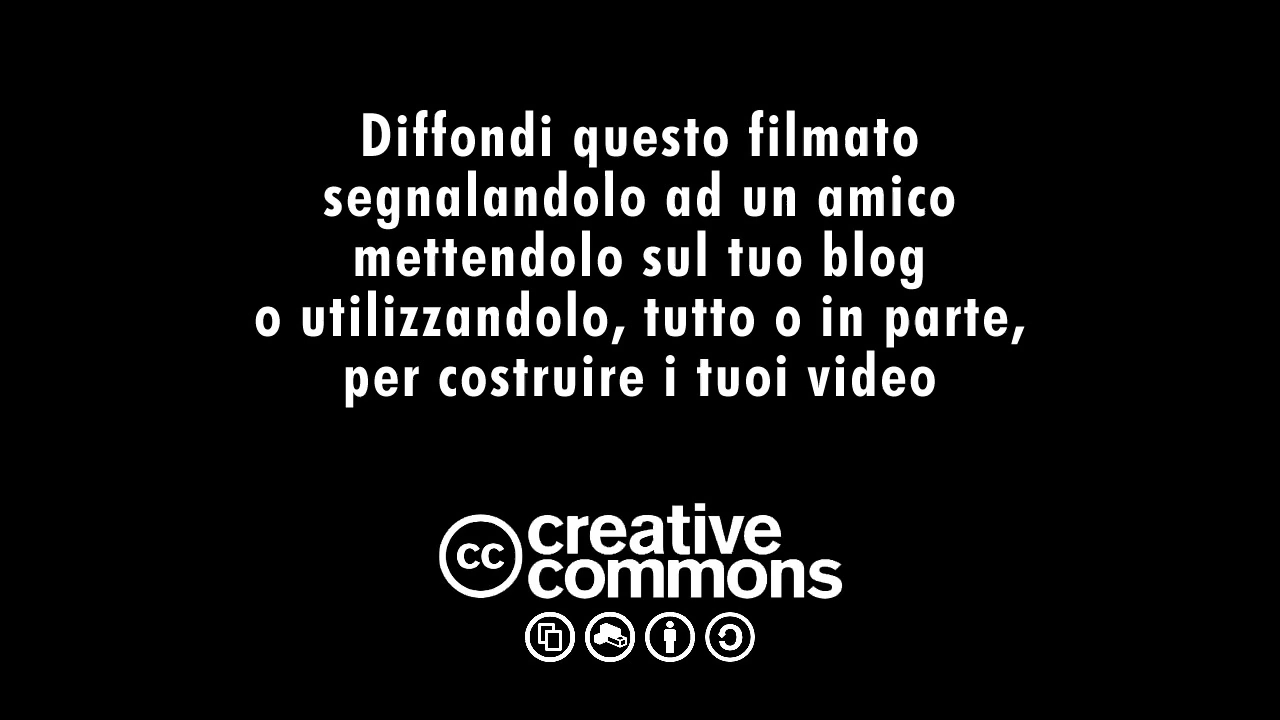 Diffondi questo filmato
segnalandolo ad un amico
mettendolo sul tuo blog
o utilizzandolo, tutto o in parte,
per costruire i tuoi video
cc creative
commons